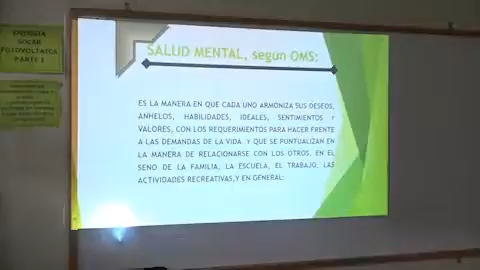 ENERGIA
SOLAR
FOTOVOLTAICA
PARTE I
SALUD MENTAL, según OMS:
ES LA MANERA EN QUE CADA UNO ARMONIZA SUS DESEOS,
ANHELOS, HABILIDADES, IDEALES, SENTIMIENTOS Y
VALORES, CON LOS REQUERIMIENTOS PARA HACER FRENTE
A LAS DEMANDAS DE LA VIDA Y QUE SE PUNTUALIZAN EN
LA MANERA DE RELACIONARSE CON LOS OTROS, EN EL
SENO DE LA FAMILIA, LA ESCUELA, EL TRABAJO, LAS
ACTIVIDADES RECREATIVAS,Y EN GENERAL: